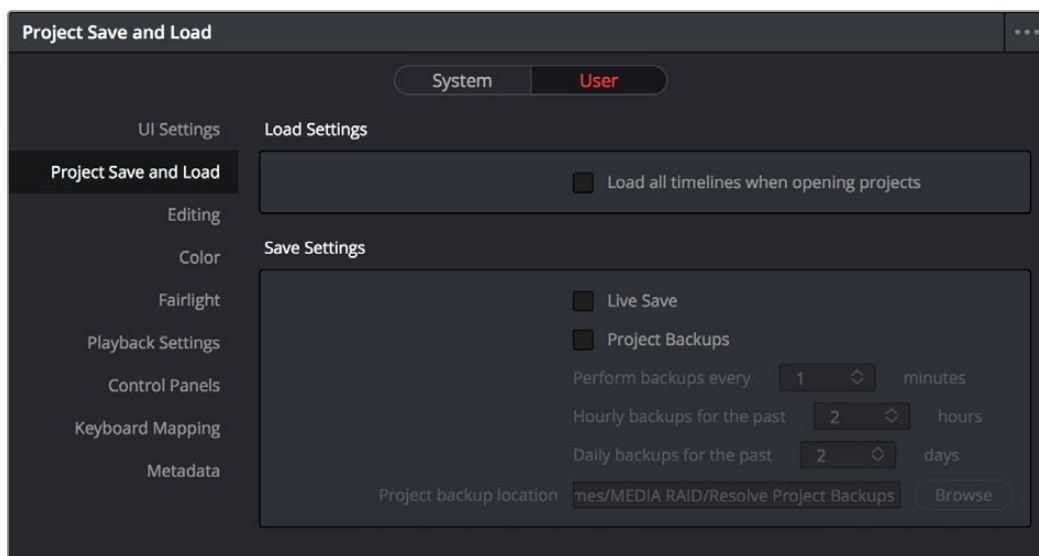 Project Save and Load
System User
UI Settings
Load Settings
Project Save and Load
Load all timelines when opening projects
Editing
Save Settings
Color
Fairlight
Live Save
Playback Settings
Project Backups
Control Panels
Perform backups every 1 minutes
Keyboard Mapping
Hourly backups for the past 2 hours
Metadata
Daily backups for the past 2 days
Project backup location mes/MEDIA RAID/Resolve Project Backups Browse